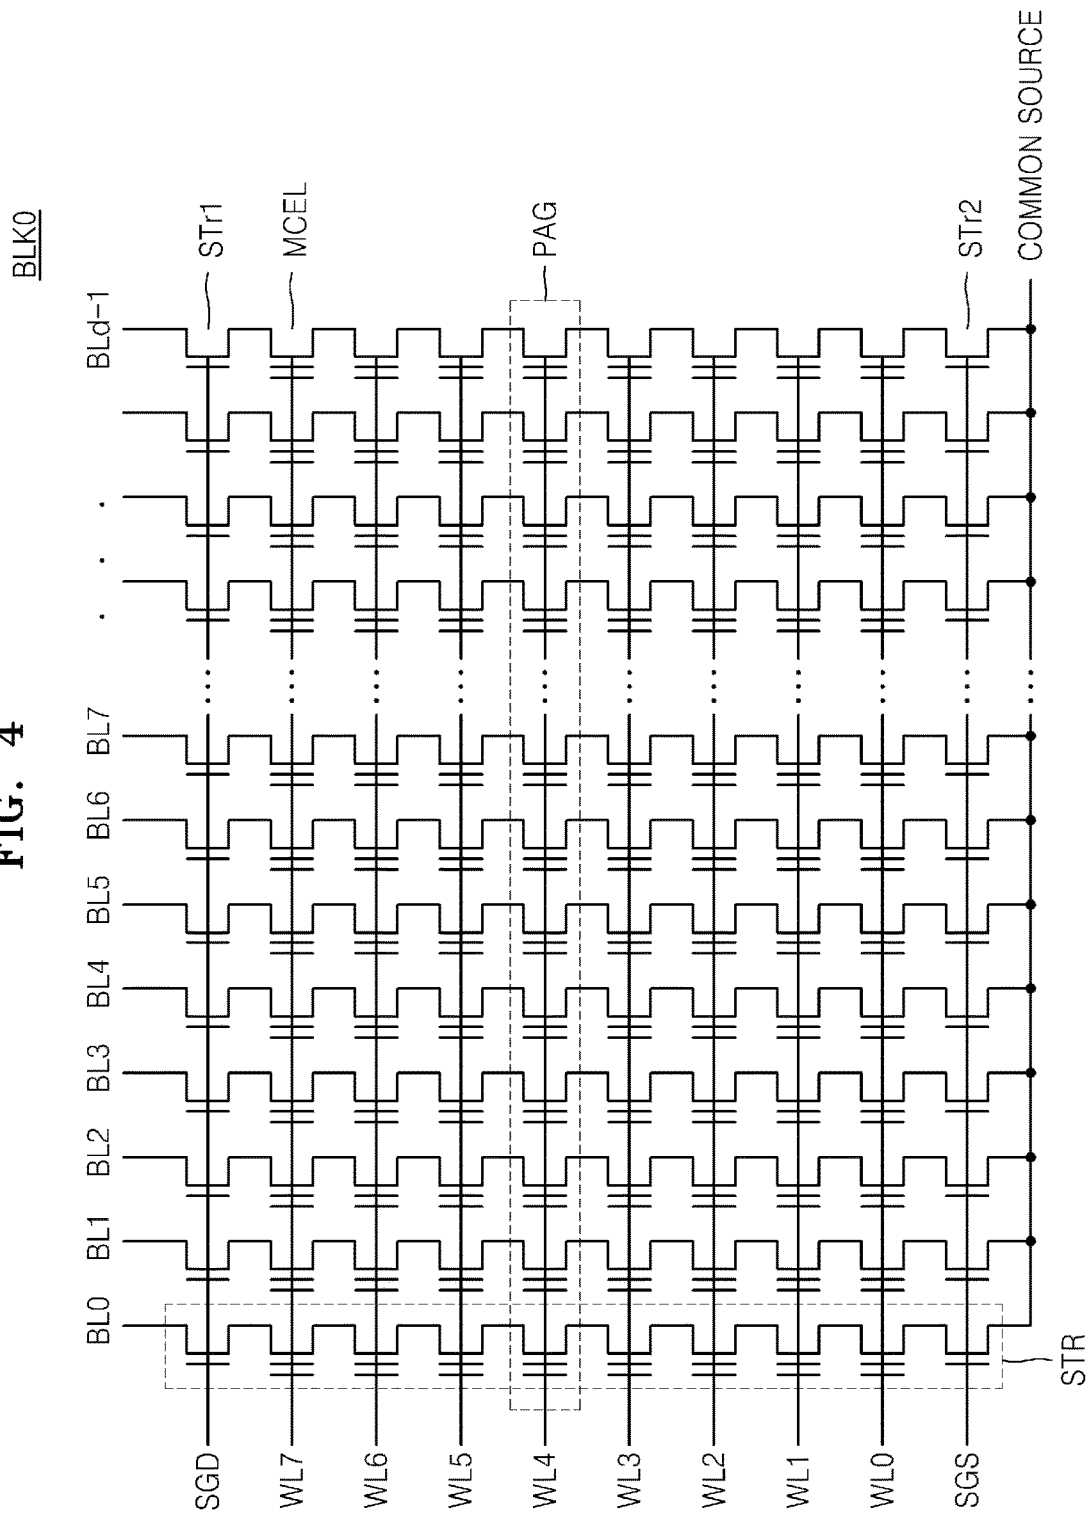 FIG. 4
BLK0
BL0
BL1
BL2
BL3
BL4
BL5
BL6
BL7
. . .
BLd-1
SGD
WL7
WL6
WL5
WL4
WL3
WL2
WL1
WL0
SGS
STr1
MCEL
PAG
STr2
COMMON SOURCE
STR